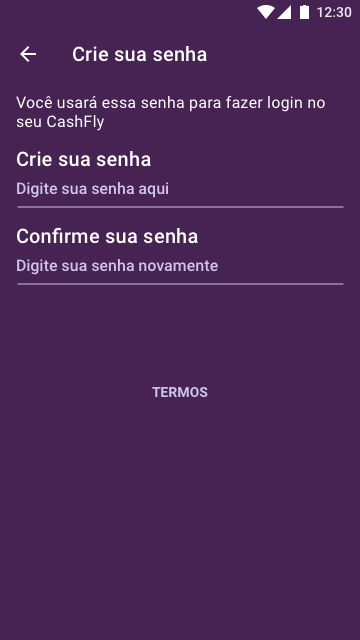 12:30
Crie sua senha
Você usará essa senha para fazer login no
seu CashFly
Crie sua senha
Digite sua senha aqui
Confirme sua senha
Digite sua senha novamente
TERMOS